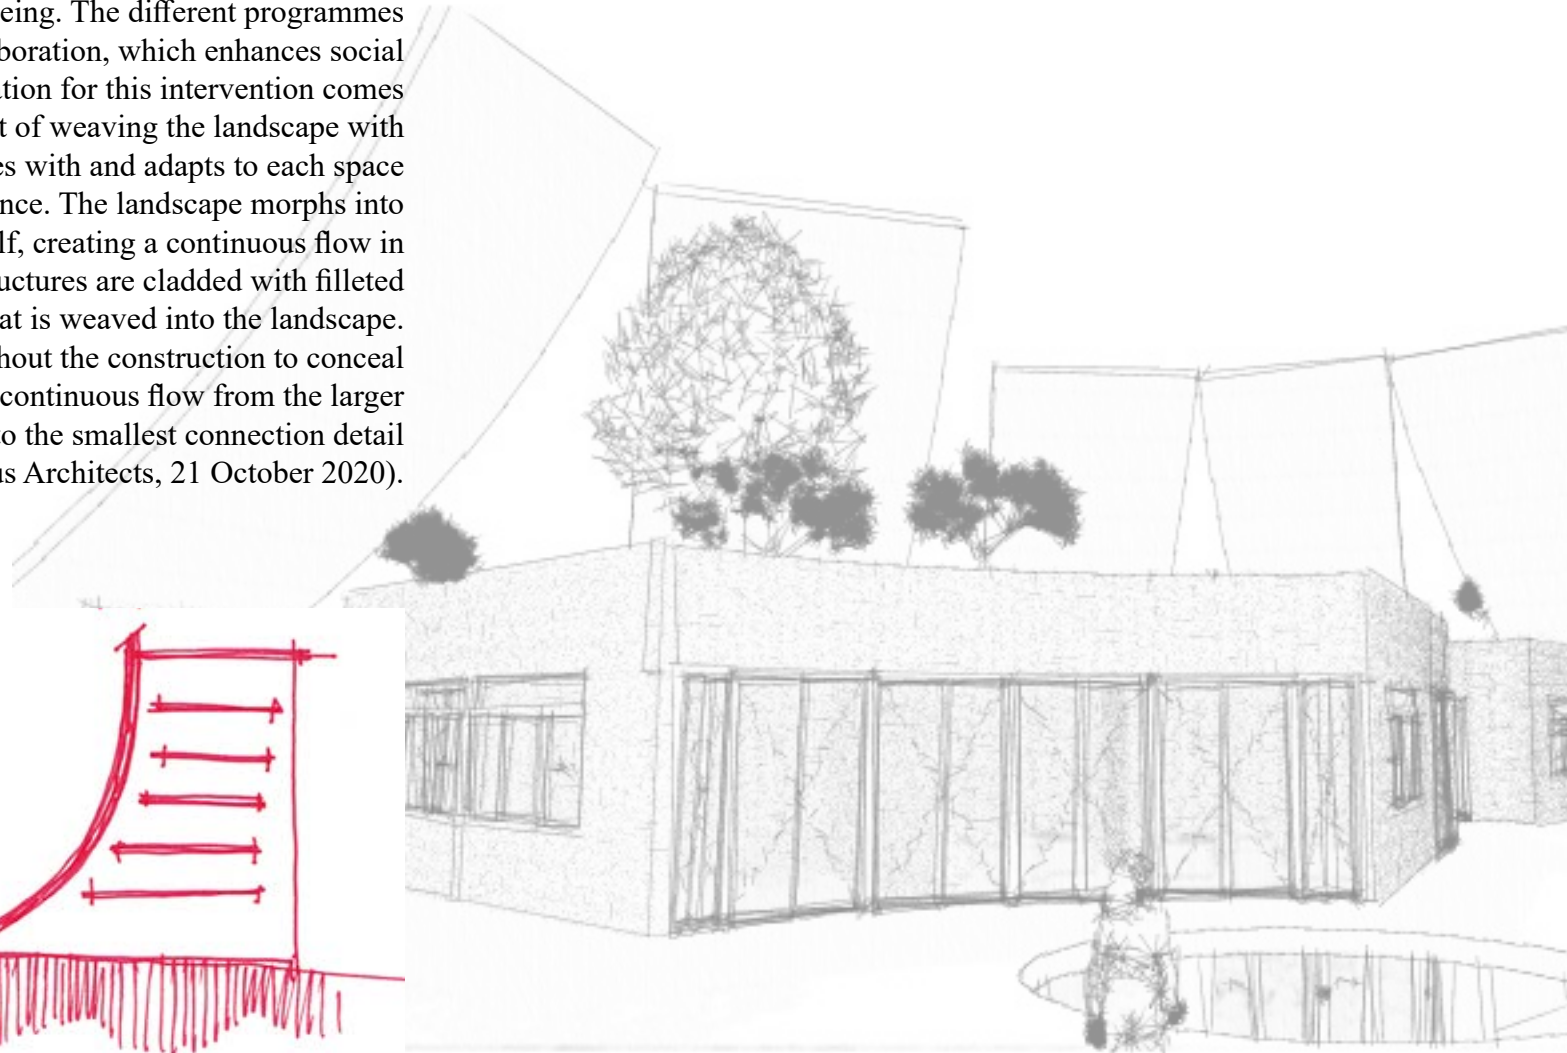 eing. The different programmes
boration, which enhances social
tion for this intervention comes
t of weaving the landscape with
es with and adapts to each space
nce. The landscape morphs into
lf, creating a continuous flow in
uctures are cladded with filleted
at is weaved into the landscape.
hout the construction to conceal
continuous flow from the larger
o the smallest connection detail
us Architects, 21 October 2020).